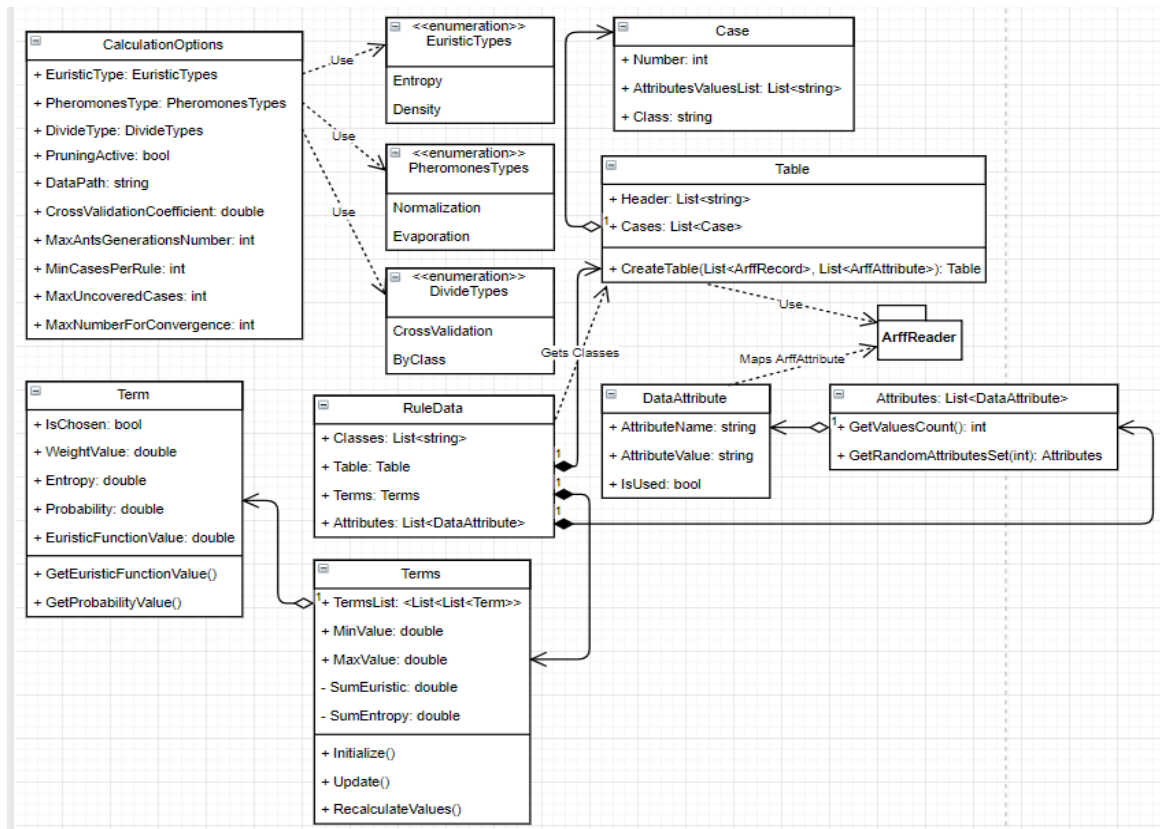 CalculationOptions
+ EuristicType: EuristicTypes
+ PheromonesType: PheromonesTypes
+ DivideType: DivideTypes
+ PruningActive: bool
+ DataPath: string
+ CrossValidationCoefficient: double
+ MaxAntsGenerationsNumber: int
+ MinCasesPerRule: int
+ MaxUncoveredCases: int
+ MaxNumberForConvergence: int
Use
Use
Use
<<enumeration>>
EuristicTypes
Entropy
Density
<<enumeration>>
PheromonesTypes
Normalization
Evaporation
<<enumeration>>
DivideTypes
CrossValidation
ByClass
Case
+ Number: int
+ AttributesValuesList: List<string>
+ Class: string
Table
+ Header: List<string>
1
+ Cases: List<Case>
+ CreateTable(List<ArffRecord>, List<ArffAttribute>): Table
Use
ArffReader
Gets Classes
Maps ArffAttribute
Term
+ IsChosen: bool
+ WeightValue: double
+ Entropy: double
+ Probability: double
+ EuristicFunctionValue: double
+ GetEuristicFunctionValue()
+ GetProbabilityValue()
RuleData
+ Classes: List<string>
+ Table: Table
+ Terms: Terms
+ Attributes: List<DataAttribute>
1
1
1
DataAttribute
+ AttributeName: string
+ AttributeValue: string
+ IsUsed: bool
Attributes: List<DataAttribute>
1
+ GetValuesCount(): int
+ GetRandomAttributesSet(int): Attributes
Terms
1
+ TermsList: <List<List<Term>>
+ MinValue: double
+ MaxValue: double
- SumEuristic: double
- SumEntropy: double
+ Initialize()
+ Update()
+ RecalculateValues()